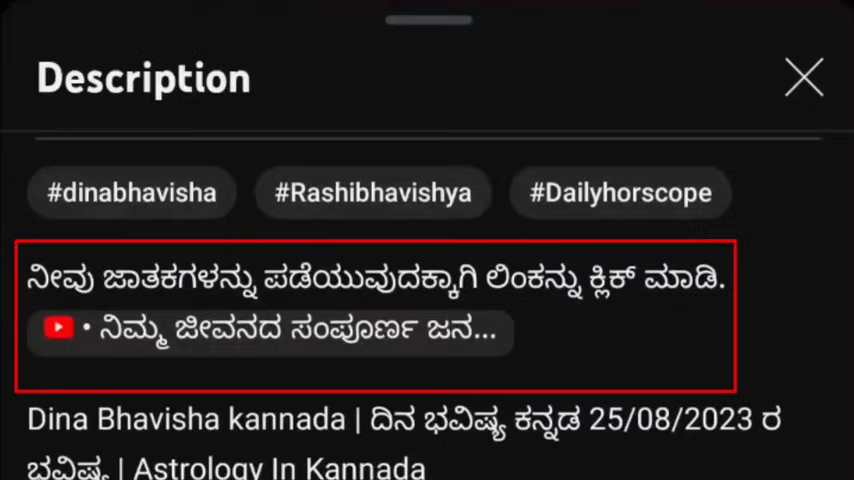 Description
#dinabhavisha #Rashibhavishya #Dailyhorscope
ನೀವು ಜಾತಕಗಳನ್ನು ಪಡೆಯುವುದಕ್ಕಾಗಿ ಲಿಂಕನ್ನು ಕ್ಲಿಕ್ ಮಾಡಿ.
• ನಿಮ್ಮ ಜೀವನದ ಸಂಪೂರ್ಣ ಜನ...
Dina Bhavisha kannada | ದಿನ ಭವಿಷ್ಯ ಕನ್ನಡ 25/08/2023 ರ
ಭವಿಷ್ಯ | Astrology In Kannada